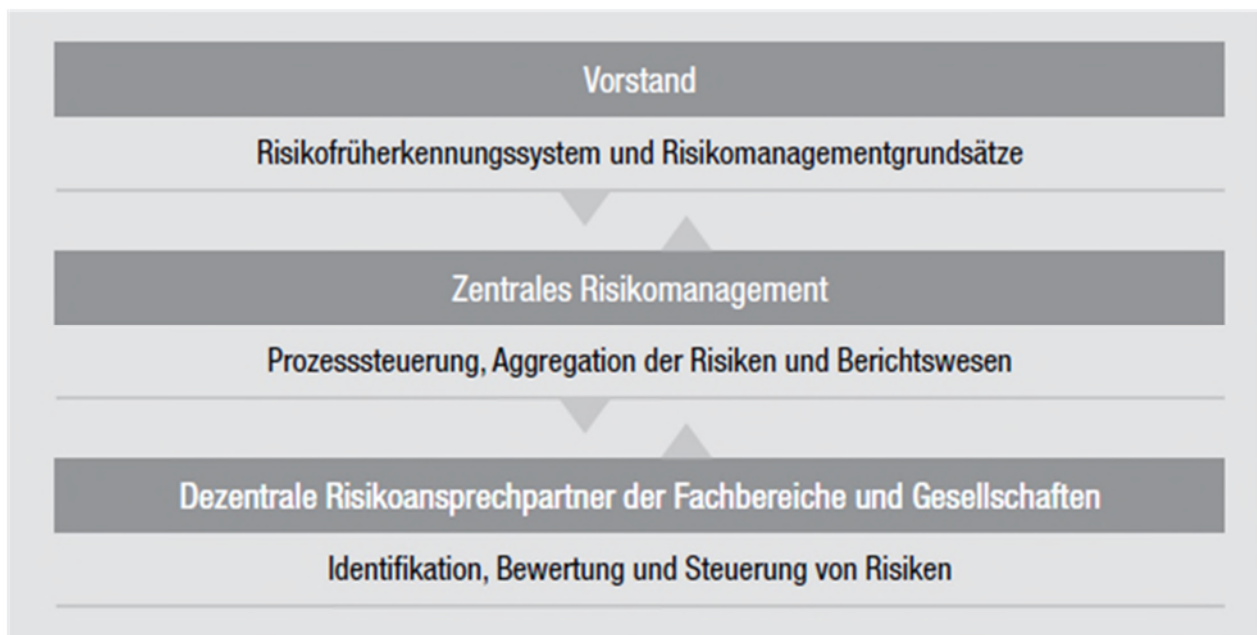 Vorstand
Risikofrüherkennungssystem und Risikomanagementgrundsätze
Zentrales Risikomanagement
Prozesssteuerung, Aggregation der Risiken und Berichtswesen
Dezentrale Risikoansprechpartner der Fachbereiche und Gesellschaften
Identifikation, Bewertung und Steuerung von Risiken